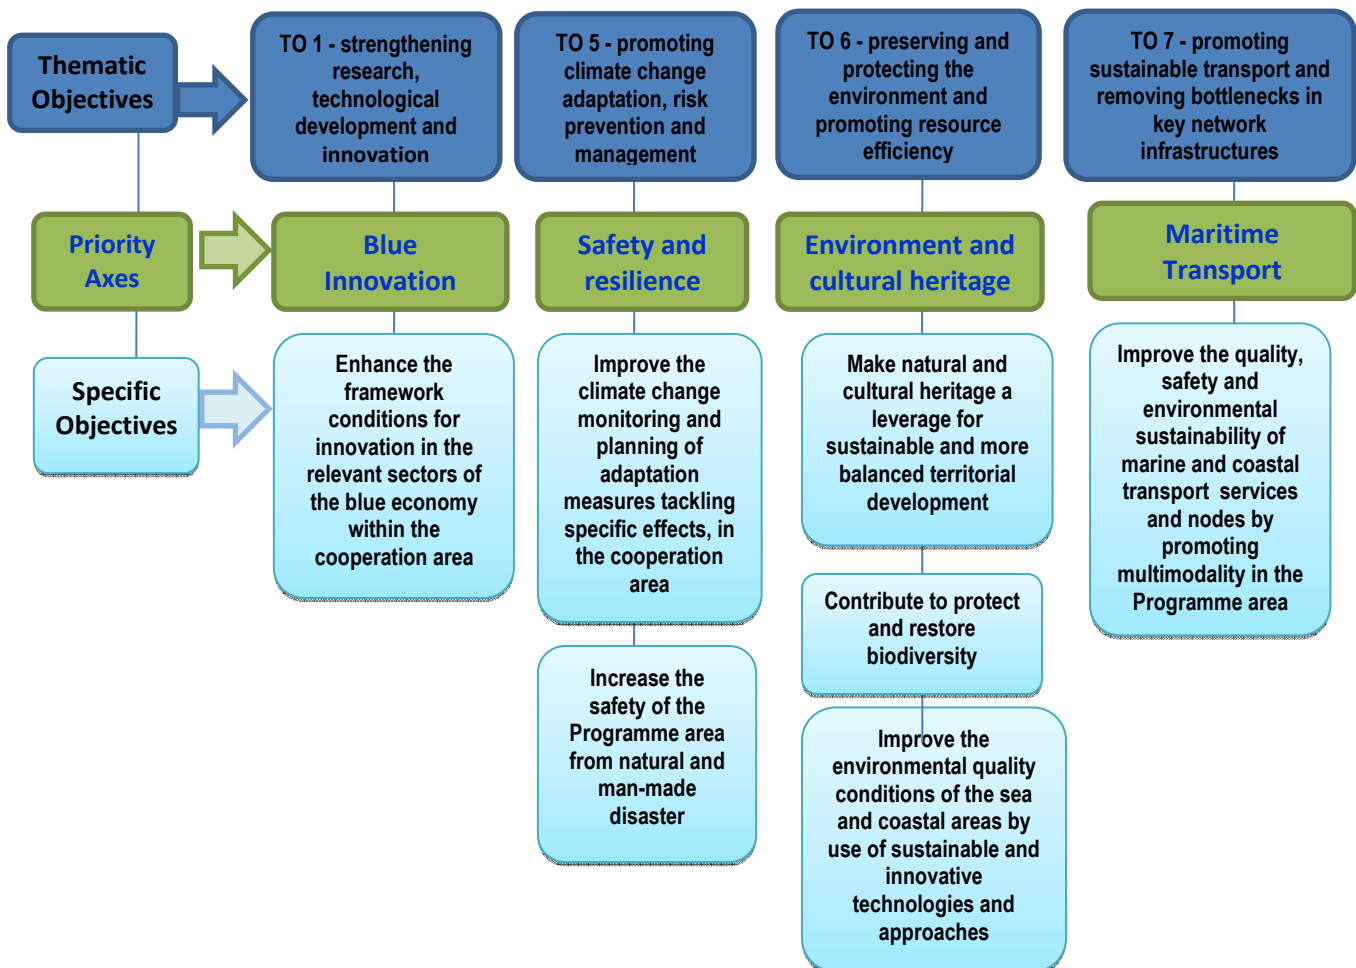 Thematic
Objectives
TO 1 - strengthening
research,
technological
development and
innovation
TO 5 - promoting
climate change
adaptation, risk
prevention and
management
TO 6 - preserving and
protecting the
environment and
promoting resource
efficiency
TO 7 - promoting
sustainable transport and
removing bottlenecks in
key network
infrastructures
Priority
Axes
Blue
Innovation
Safety and
resilience
Environment and
cultural heritage
Maritime
Transport
Specific
Objectives
Enhance the
framework
conditions for
innovation in the
relevant sectors of
the blue economy
within the
cooperation area
Improve the
climate change
monitoring and
planning of
adaptation
measures tackling
specific effects, in
the cooperation
area
Increase the
safety of the
Programme area
from natural and
man-made
disaster
Make natural and
cultural heritage a
leverage for
sustainable and more
balanced territorial
development
Contribute to protect
and restore
biodiversity
Improve the
environmental quality
conditions of the sea
and coastal areas by
use of sustainable and
innovative
technologies and
approaches
Improve the quality,
safety and
environmental
sustainability of
marine and coastal
transport services
and nodes by
promoting
multimodality in the
Programme area